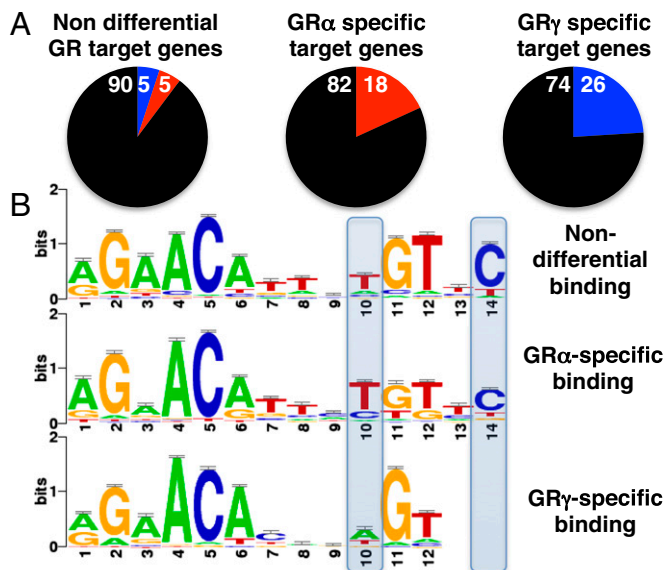 A
Non differential
GR target genes
GRα specific
target genes
GRγ specific
target genes
90 5 5
82 18
74 26
B
2
bits
1
0
A G A A C A T T T G T T C
G A T T
1 2 3 4 5 6 7 8 9 10 11 12 13 14
Non-
differential
binding
2
bits
1
0
A G A A C A T T C T G T T C
G G C T G T
1 2 3 4 5 6 7 8 9 10 11 12 13 14
GRα-specific
binding
2
bits
1
0
A G A A C A C A G T
G T
1 2 3 4 5 6 7 8 9 10 11 12
GRγ-specific
binding